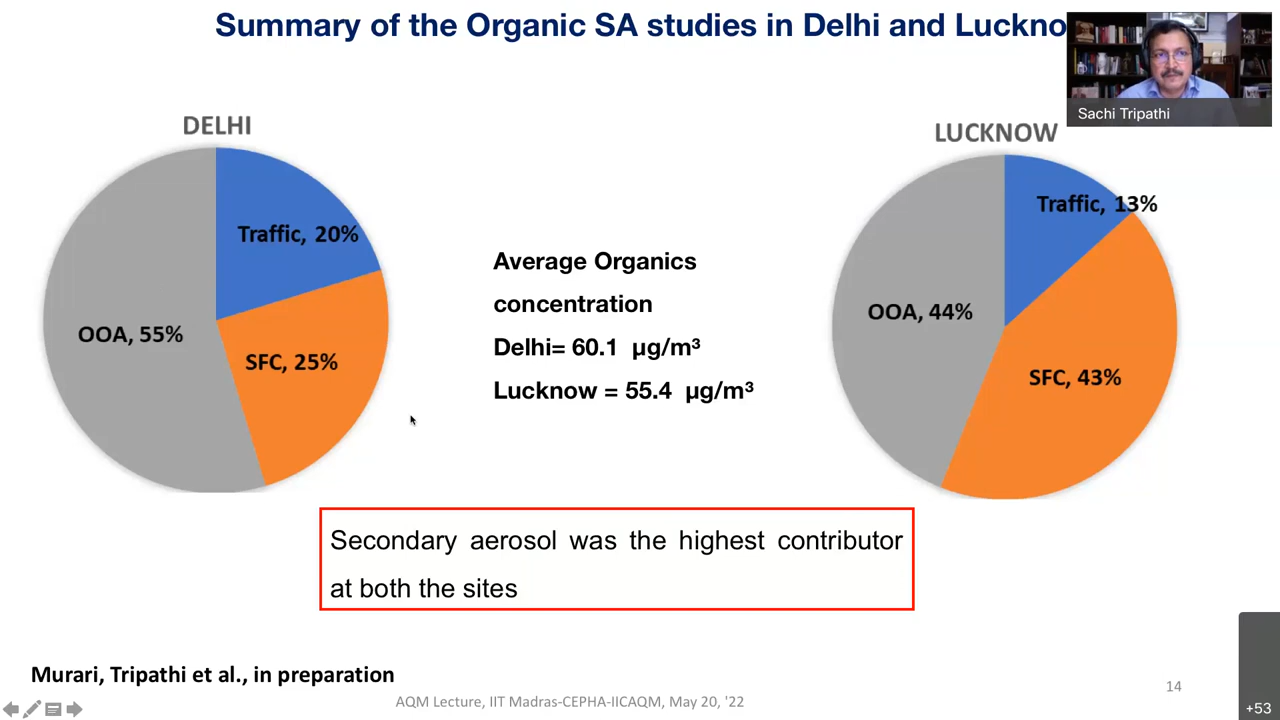 Summary of the Organic SA studies in Delhi and Luckno
Sachi Tripathi
DELHI
Traffic, 20%
OOA, 55%
SFC, 25%
Average Organics
concentration
Delhi= 60.1 µg/m³
Lucknow = 55.4 µg/m³
LUCKNOW
Traffic, 13%
OOA, 44%
SFC, 43%
Secondary aerosol was the highest contributor
at both the sites
Murari, Tripathi et al., in preparation
AQM Lecture, IIT Madras-CEPHA-IICAQM, May 20, '22
14
+53